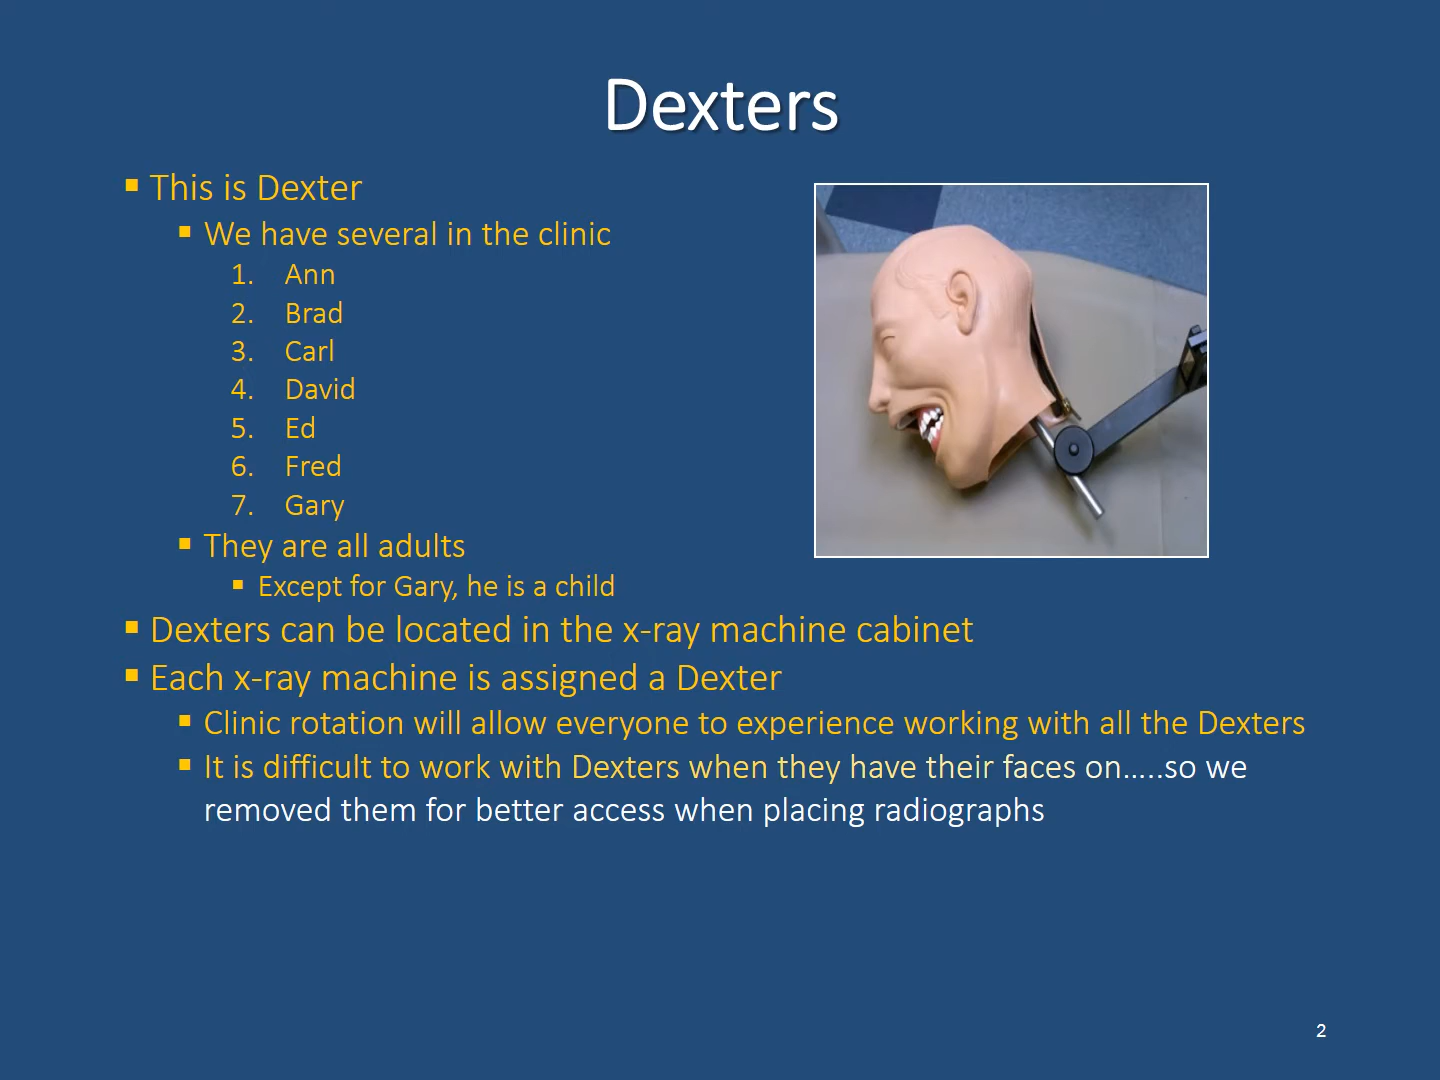 Dexters
▪ This is Dexter
▪ We have several in the clinic
1. Ann
2. Brad
3. Carl
4. David
5. Ed
6. Fred
7. Gary
▪ They are all adults
▪ Except for Gary, he is a child
▪ Dexters can be located in the x-ray machine cabinet
▪ Each x-ray machine is assigned a Dexter
▪ Clinic rotation will allow everyone to experience working with all the Dexters
▪ It is difficult to work with Dexters when they have their faces on…..so we
removed them for better access when placing radiographs
2